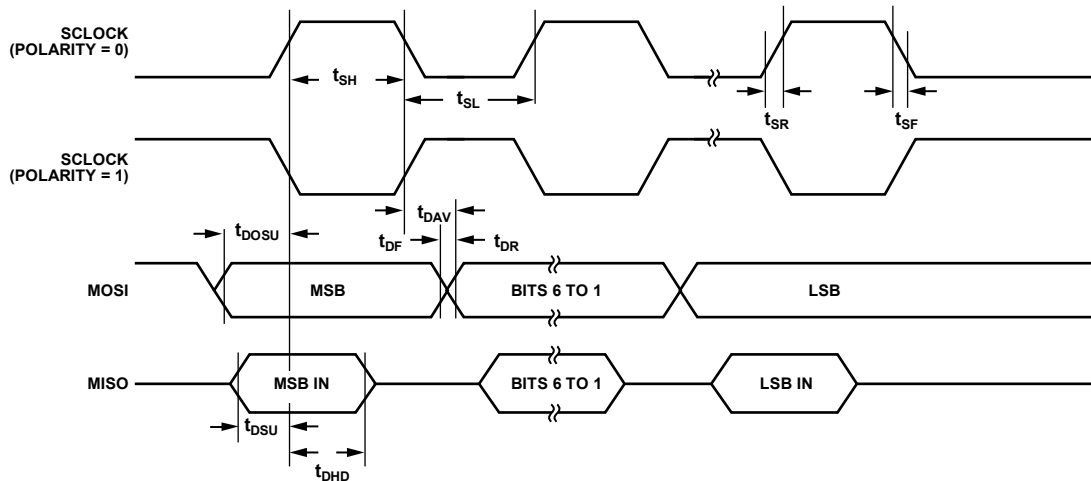 SCLOCK
(POLARITY = 0)
tSH
tSL
tSR
tSF
SCLOCK
(POLARITY = 1)
tDAV
tDOSU
tDF
tDR
MOSI
MSB
BITS 6 TO 1
LSB
MISO
MSB IN
BITS 6 TO 1
LSB IN
tDSU
tDHD